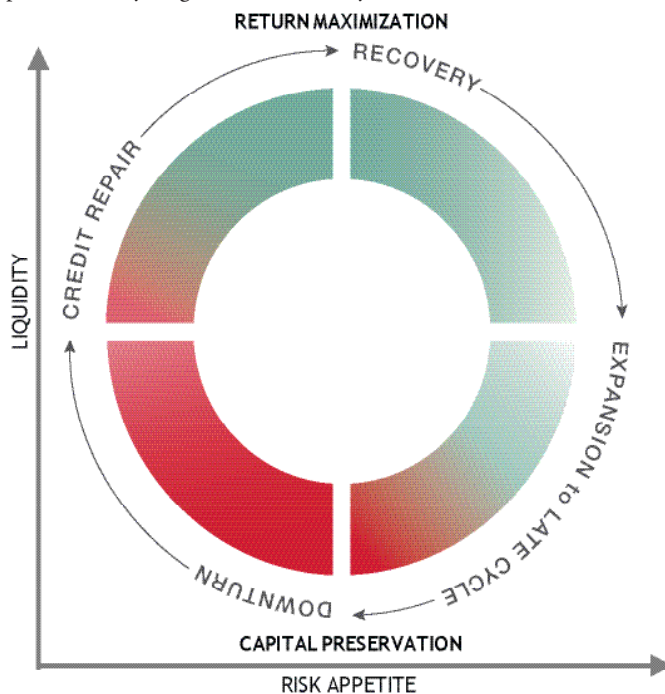 RETURN MAXIMIZATION
RECOVERY
CREDIT REPAIR
LIQUIDITY
EXPANSION to LATE CYCLE
DOWNTURN
CAPITAL PRESERVATION
RISK APPETITE